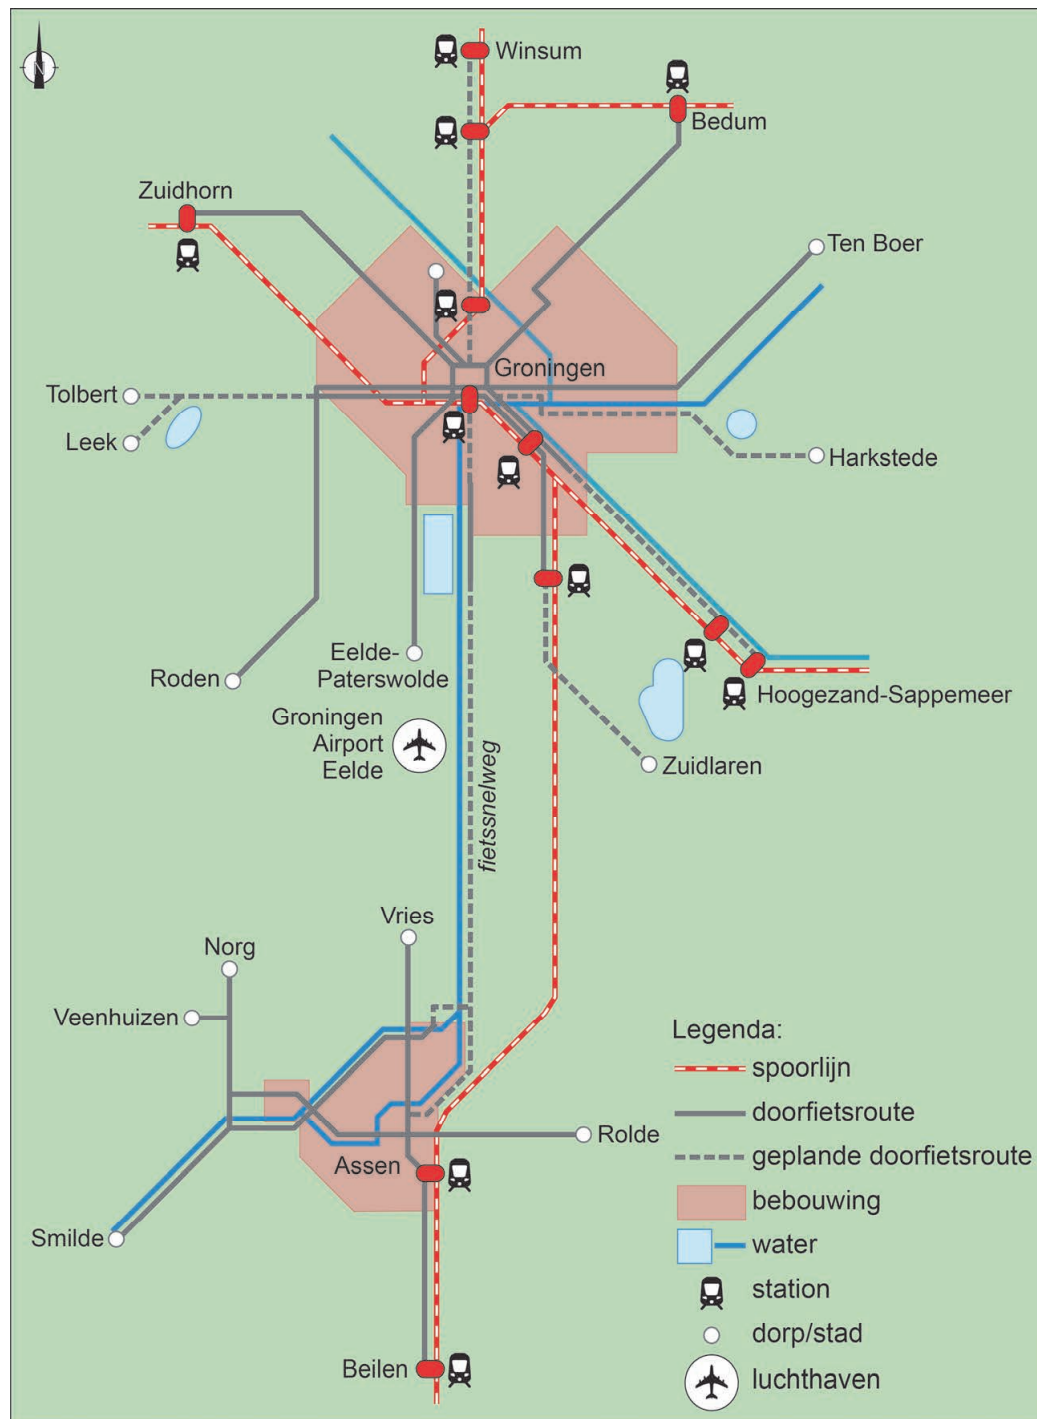 N
Winsum
Bedum
Zuidhorn
Ten Boer
Groningen
Tolbert
Leek
Harkstede
Eelde-
Paterswolde
Roden
Hoogezand-Sappemeer
Groningen
Airport
Eelde
Zuidlaren
fietssnelweg
Vries
Norg
Veenhuizen
Rolde
Assen
Smilde
Beilen
Legenda:
spoorlijn
doorfietsroute
geplande doorfietsroute
bebouwing
water
station
dorp/stad
luchthaven